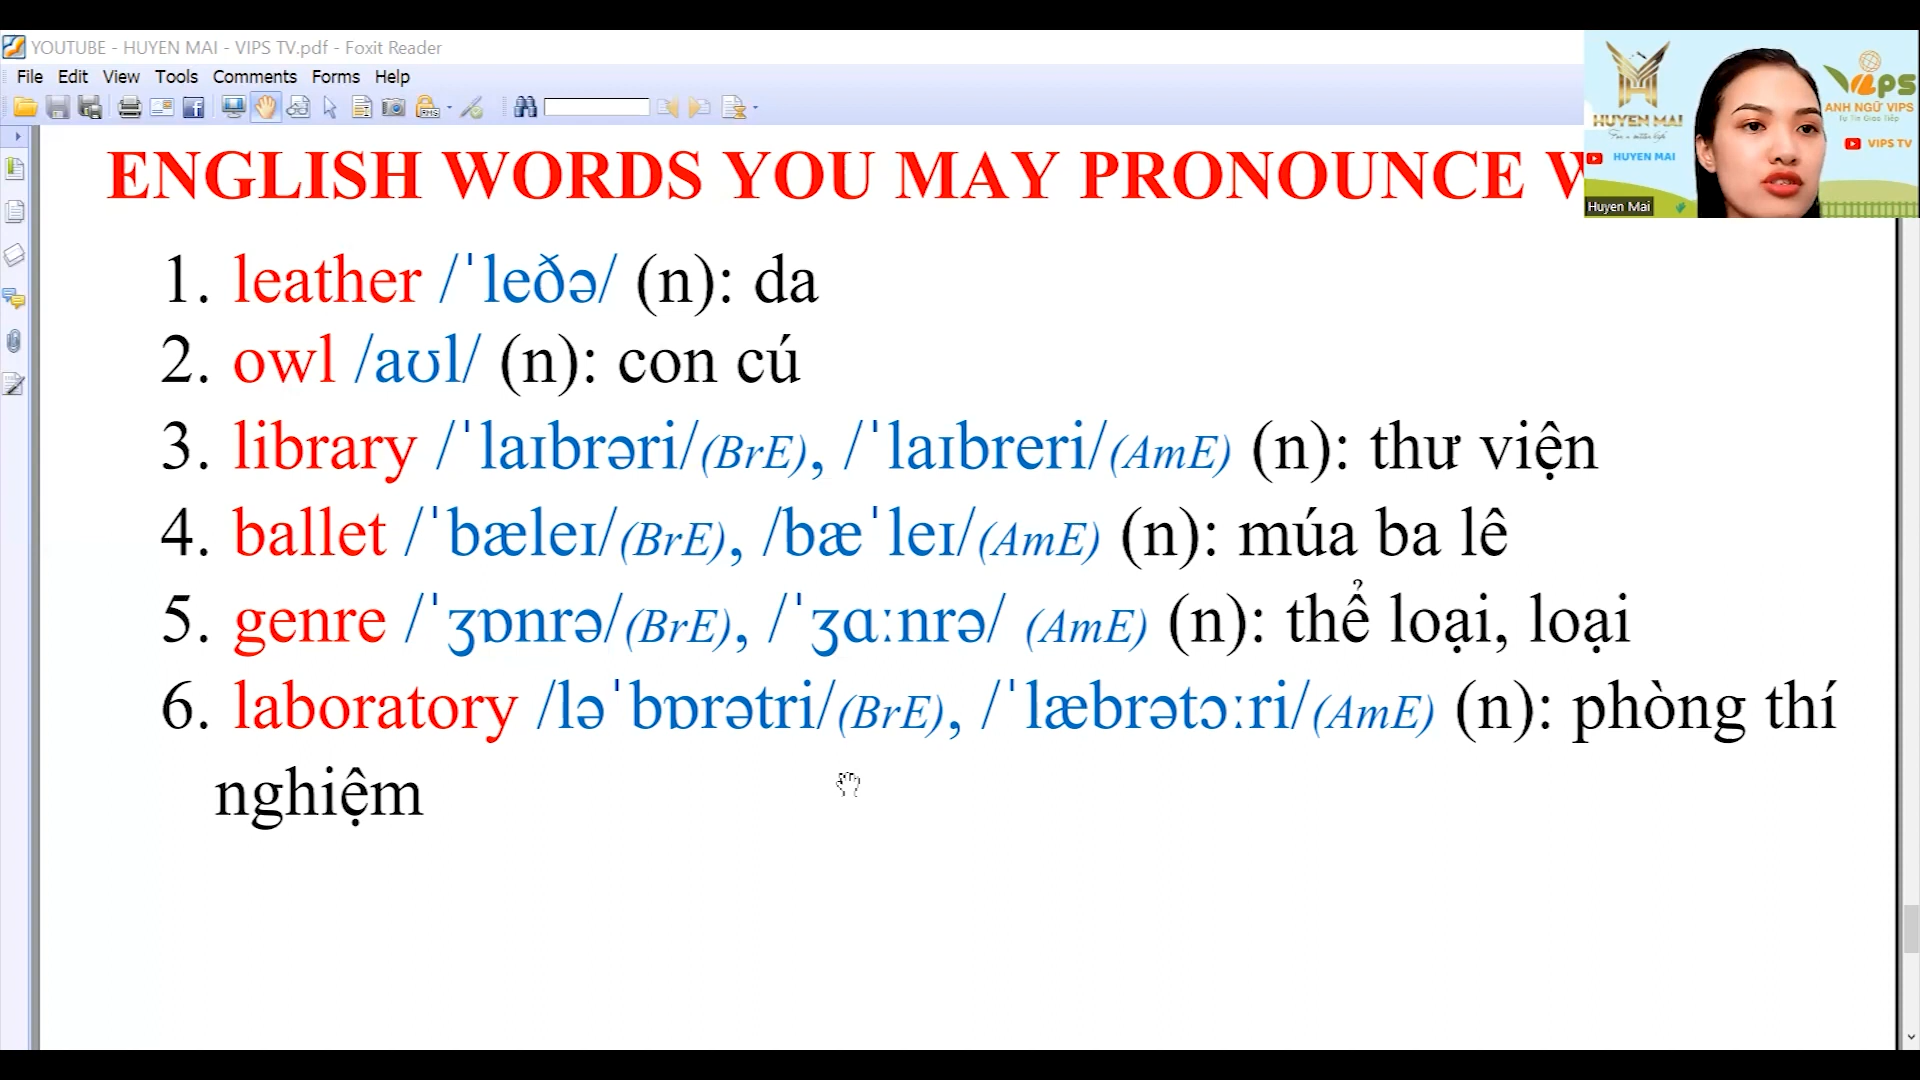 YOUTUBE - HUYEN MAI - VIPS TV.pdf - Foxit Reader
File Edit View Tools Comments Forms Help
ENGLISH WORDS YOU MAY PRONOUNCE W
1. leather /ˈleðə/ (n): da
2. owl /aʊl/ (n): con cú
3. library /ˈlaɪbrəri/(BrE), /ˈlaɪbreri/(AmE) (n): thư viện
4. ballet /ˈbæleɪ/(BrE), /bæˈleɪ/(AmE) (n): múa ba lê
5. genre /ˈʒɒnrə/(BrE), /ˈʒɑːnrə/ (AmE) (n): thể loại, loại
6. laboratory /ləˈbɒrətri/(BrE), /ˈlæbrətɔːri/(AmE) (n): phòng thí
nghiệm
HUYEN MAI
HUYEN MAI
Huyen Mai
VIPS
ANH NGỮ VIPS
Tự Tin Giao Tiếp
VIPS TV